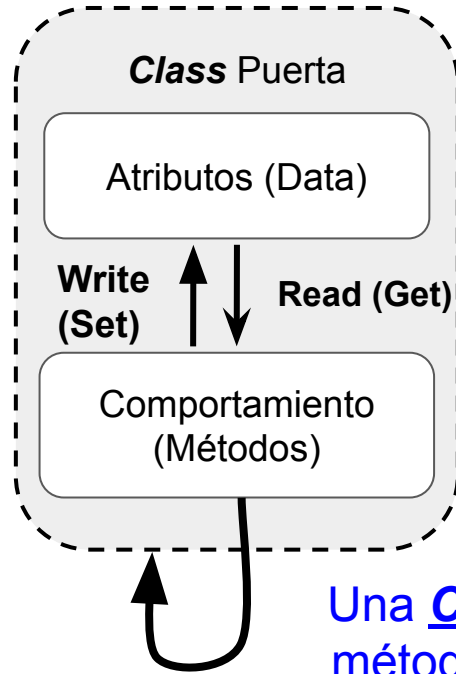 Class Puerta
Atributos (Data)
Write
(Set)
Read (Get)
Comportamiento
(Métodos)
Una